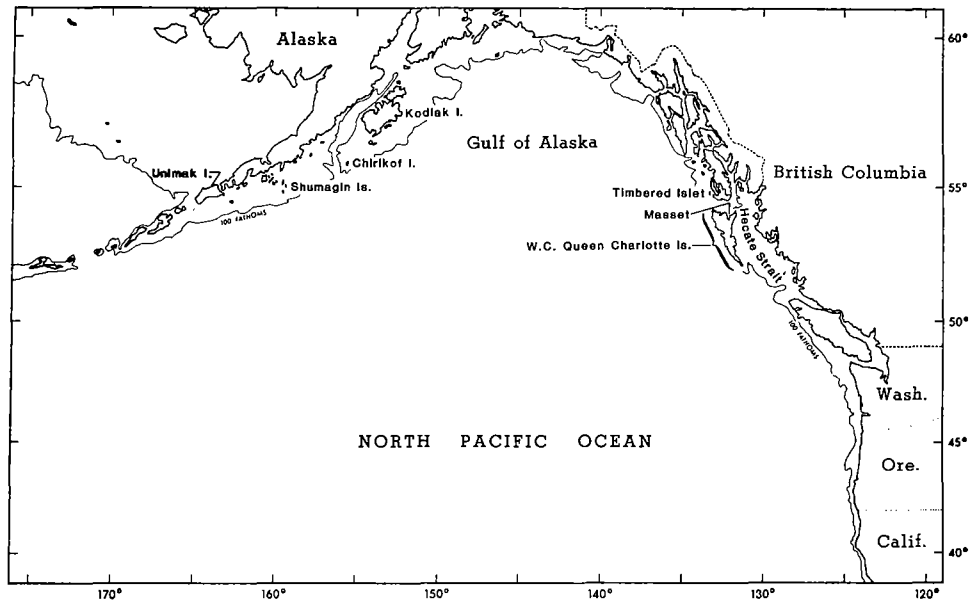 60°
Alaska
Kodiak I.
Gulf of Alaska
Chirikof I.
British Columbia
Unimak I.
Shumagin Is.
55°
Timbered Islet
Masset
100 FATHOMS
Hecate Strait
W.C. Queen Charlotte Is.
50°
100 FATHOMS
Wash.
NORTH PACIFIC OCEAN
45°
Ore.
Calif.
40°
170°
160°
150°
140°
130°
120°